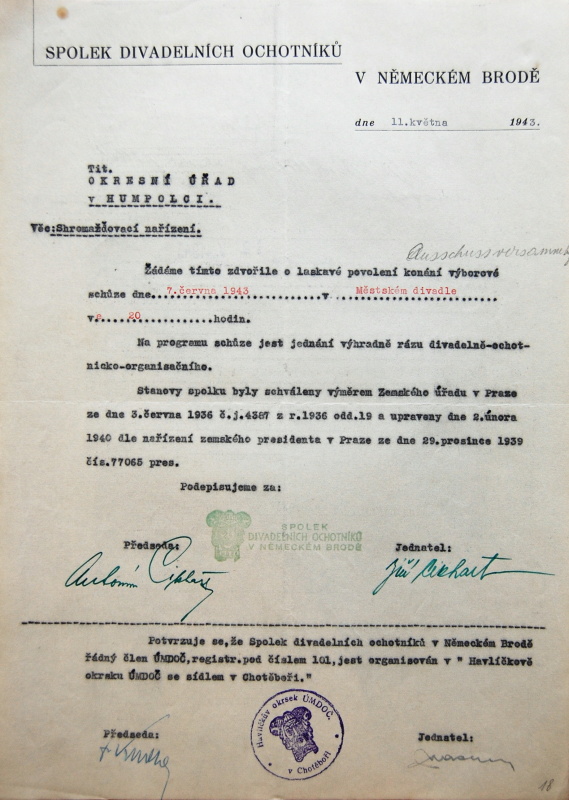 SPOLEK DIVADELNÍCH OCHOTNÍKŮ
V NĚMECKÉM BRODĚ
dne 11.května 1943.
Tit.
OKRESNÍ ÚŘAD
v HUMPOLCI.
Věc:Shromažďovací nařízení.
Ausschussversammlg
Žádáme tímto zdvořile o laskavé povolení konání výborové
schůze dne 7.června 1943 v Městském divadle
ve 20 hodin.
Na programu schůze jest jednání výhradně rázu divadelně-ochot-
nicko-organisačního.
Stanovy spolku byly schváleny výměrem Zemského úřadu v Praze
ze dne 3.června 1936 č.j.4387 z r.1936 odd.19 a upraveny dne 2.února
1940 dle nařízení zemského presidenta v Praze ze dne 29.prosince 1939
čís.77065 pres.
Podepisujeme za:
SPOLEK
DIVADELNÍCH OCHOTNÍKŮ
V NĚMECKÉM BRODĚ
Předseda: Jednatel:
Antonín Jiří
Potvrzuje se,že Spolek divadelních ochotníků v Německém Brodě
řádný člen ÚMDOČ,registr.pod číslem 101,jest organisován v " Havlíčkově
okrsku ÚMDOČ se sídlem v Chotěboři."
Havlíčkův okrsek ÚMDOČ.
v Chotěboři
Předseda: Jednatel:
18